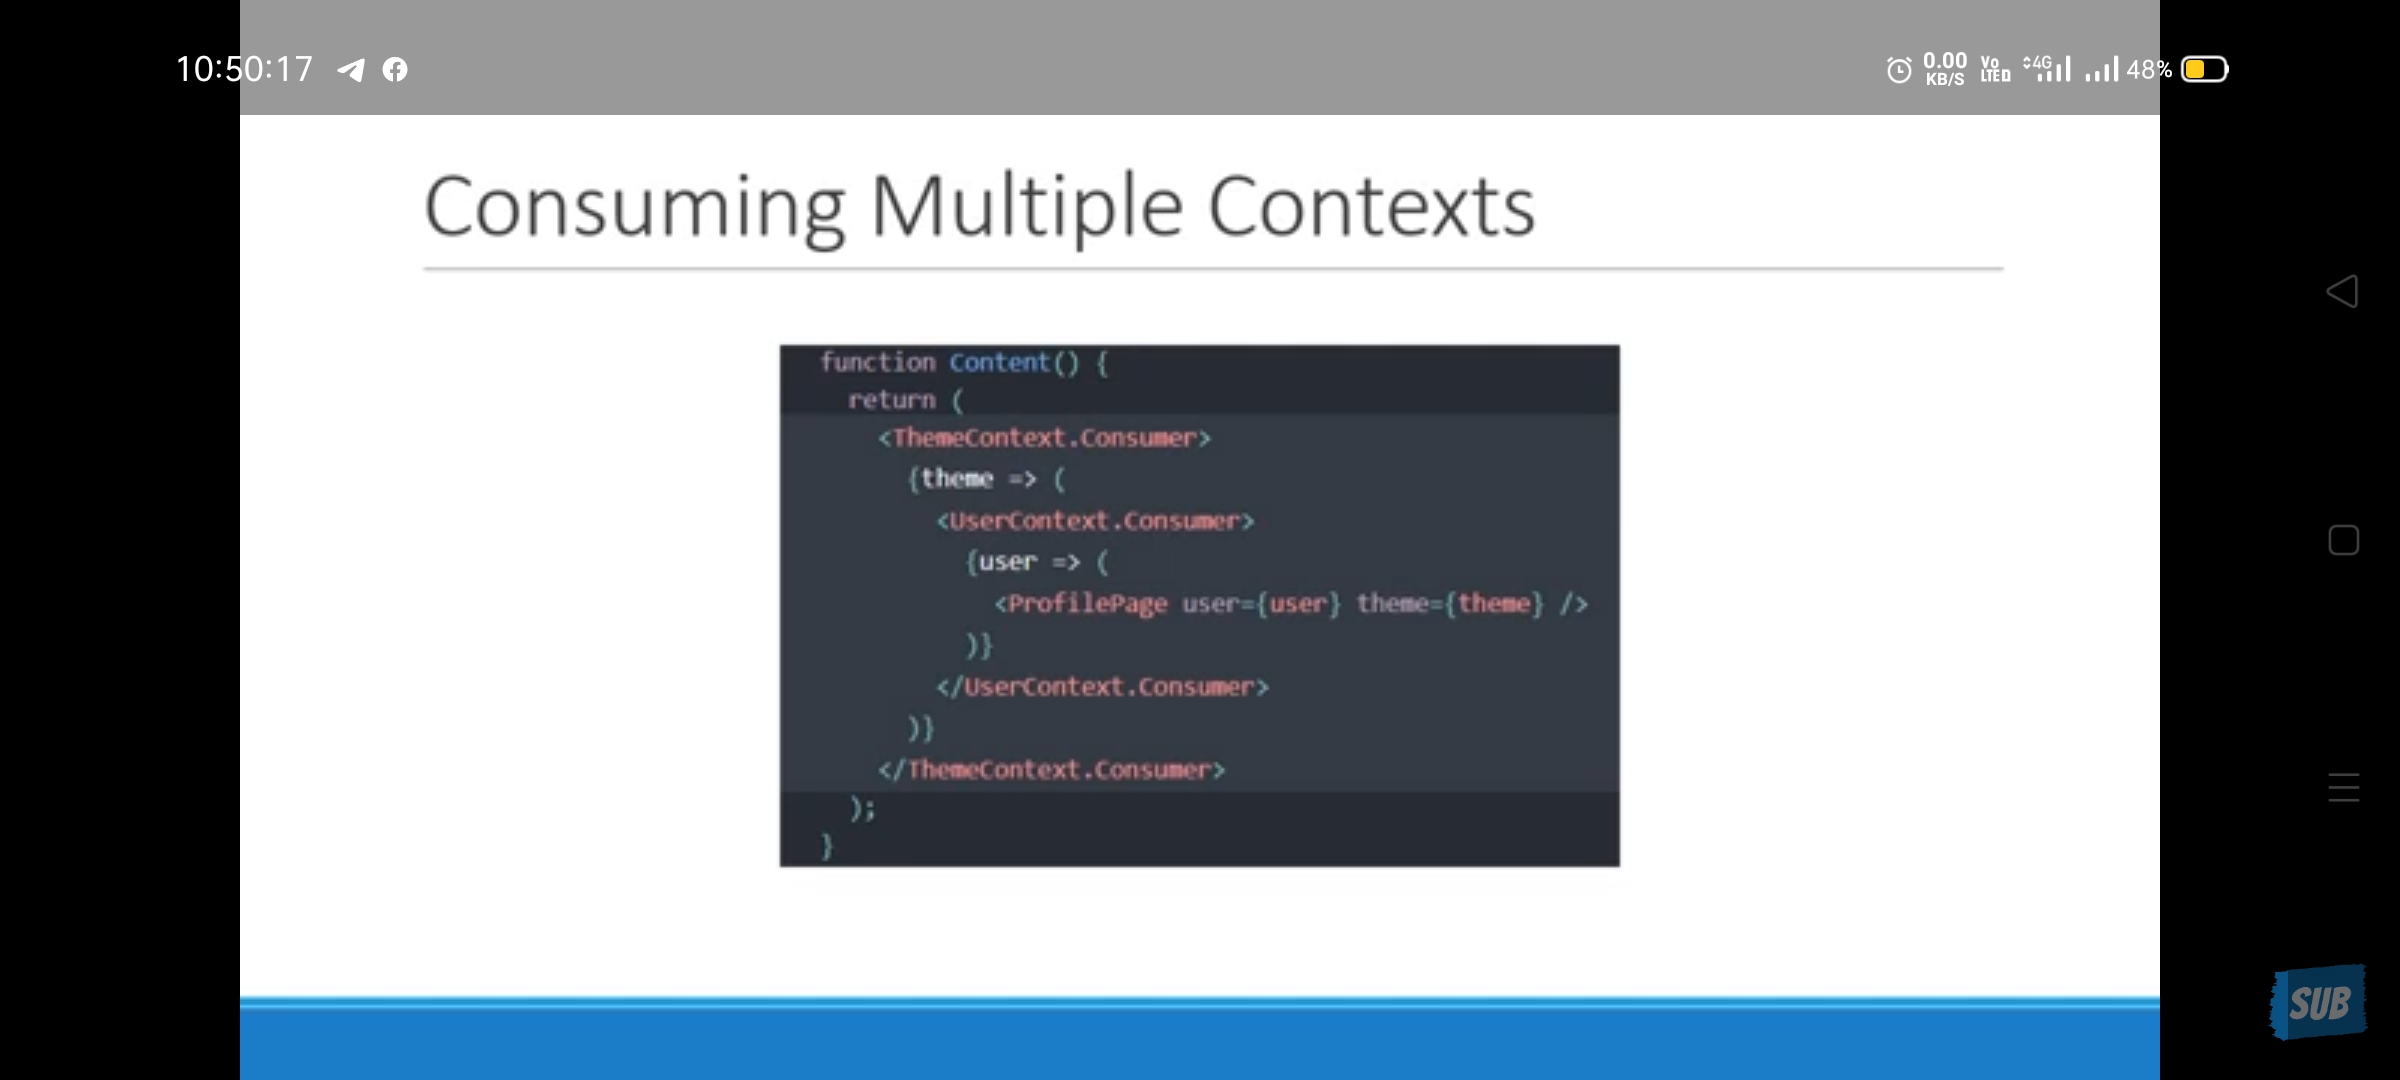 10:50:17
0.00 KB/S Vo LTE 4G 48%
Consuming Multiple Contexts
function Content() {
return (
<ThemeContext.Consumer>
{theme => (
<UserContext.Consumer>
{user => (
<ProfilePage user={user} theme={theme} />
)}
</UserContext.Consumer>
)}
</ThemeContext.Consumer>
);
}
SUB